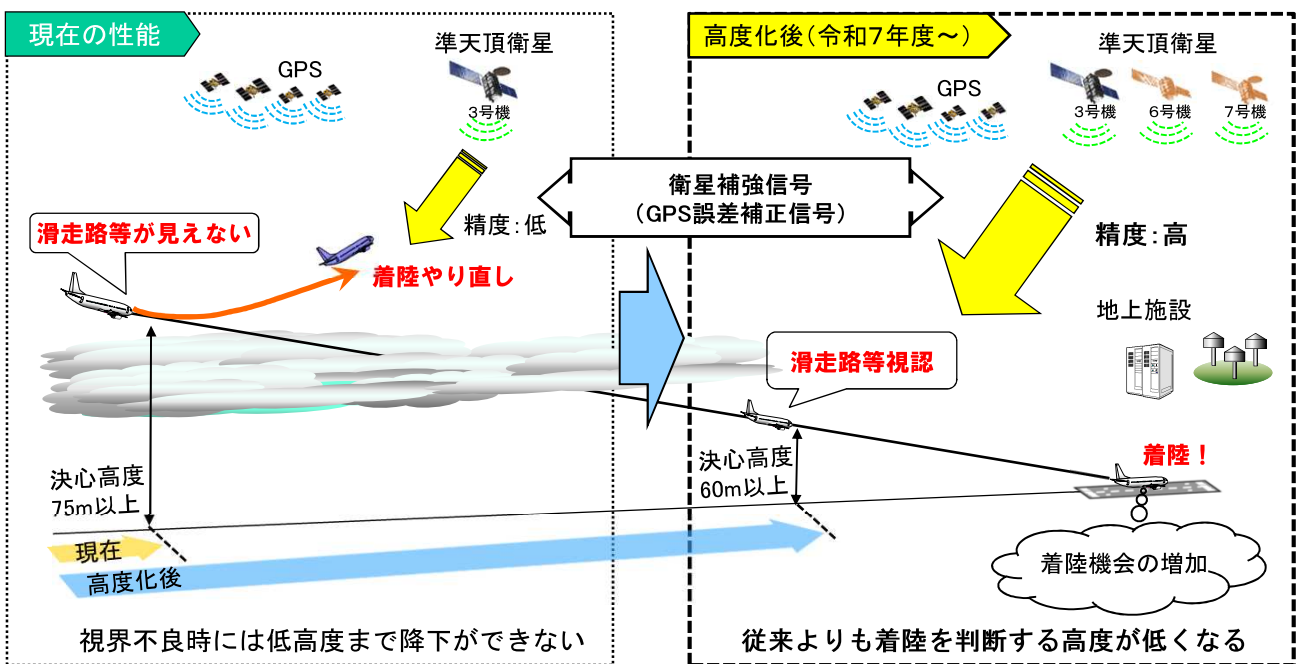 現在の性能
GPS
準天頂衛星
3号機
精度：低
滑走路等が見えない
着陸やり直し
決心高度
75m以上
現在
高度化後
視界不良時には低高度まで降下ができない
衛星補強信号
（GPS誤差補正信号）
高度化後（令和7年度～）
GPS
準天頂衛星
3号機
6号機
7号機
精度：高
地上施設
滑走路等視認
決心高度
60m以上
着陸！
着陸機会の増加
従来よりも着陸を判断する高度が低くなる